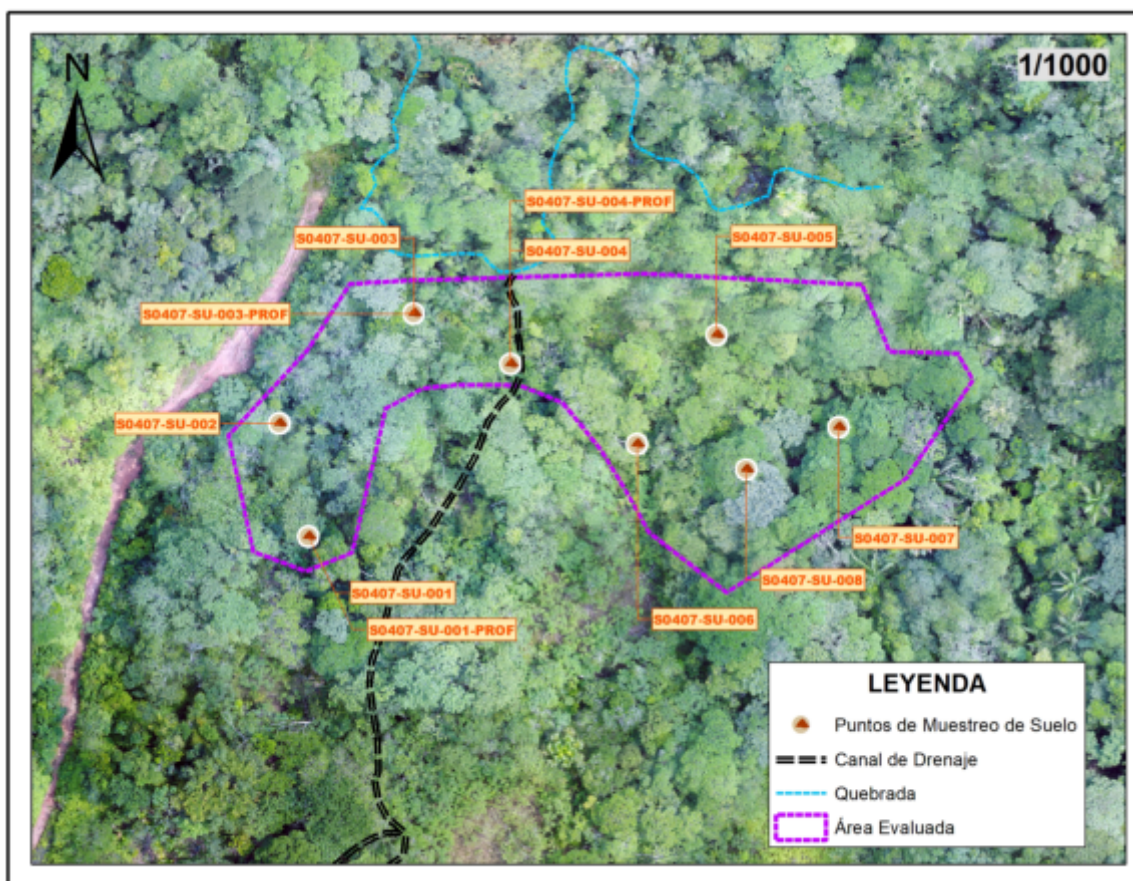 N
1/1000
S0407-SU-004-PROF
S0407-SU-003
S0407-SU-004
S0407-SU-005
S0407-SU-003-PROF
S0407-SU-002
S0407-SU-007
S0407-SU-008
S0407-SU-001
S0407-SU-006
S0407-SU-001-PROF
LEYENDA
Puntos de Muestreo de Suelo
Canal de Drenaje
Quebrada
Área Evaluada